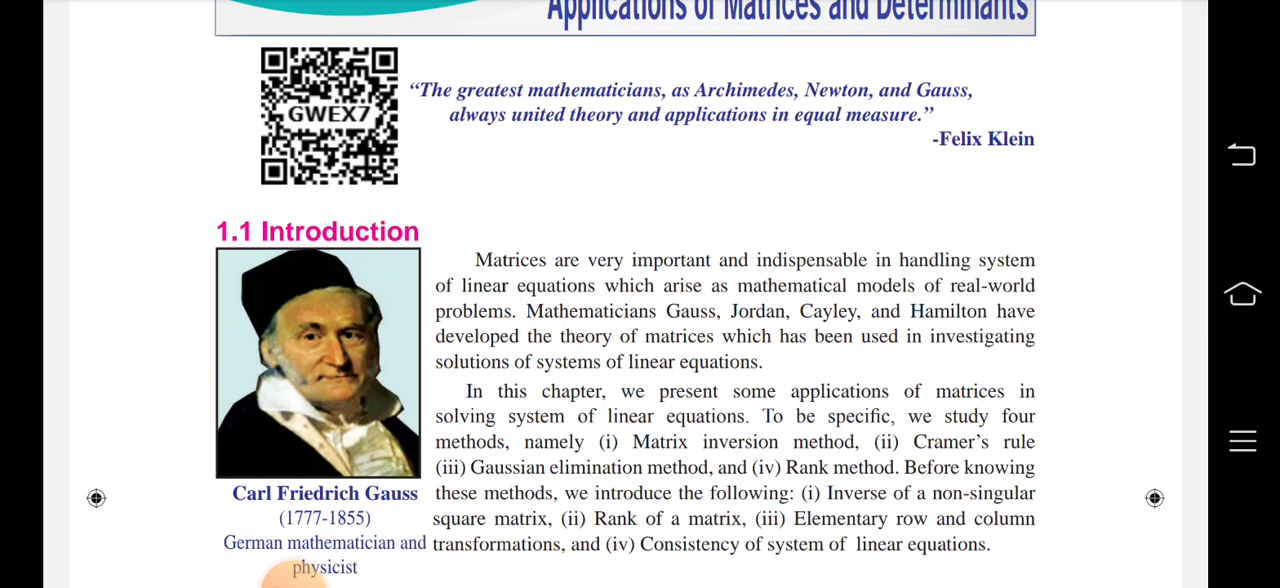 Applications of Matrices and Determinants
GWEX7
“The greatest mathematicians, as Archimedes, Newton, and Gauss,
always united theory and applications in equal measure.”
-Felix Klein
1.1 Introduction
Matrices are very important and indispensable in handling system
of linear equations which arise as mathematical models of real-world
problems. Mathematicians Gauss, Jordan, Cayley, and Hamilton have
developed the theory of matrices which has been used in investigating
solutions of systems of linear equations.
In this chapter, we present some applications of matrices in
solving system of linear equations. To be specific, we study four
methods, namely (i) Matrix inversion method, (ii) Cramer’s rule
(iii) Gaussian elimination method, and (iv) Rank method. Before knowing
these methods, we introduce the following: (i) Inverse of a non-singular
square matrix, (ii) Rank of a matrix, (iii) Elementary row and column
transformations, and (iv) Consistency of system of linear equations.
Carl Friedrich Gauss
(1777-1855)
German mathematician and
physicist